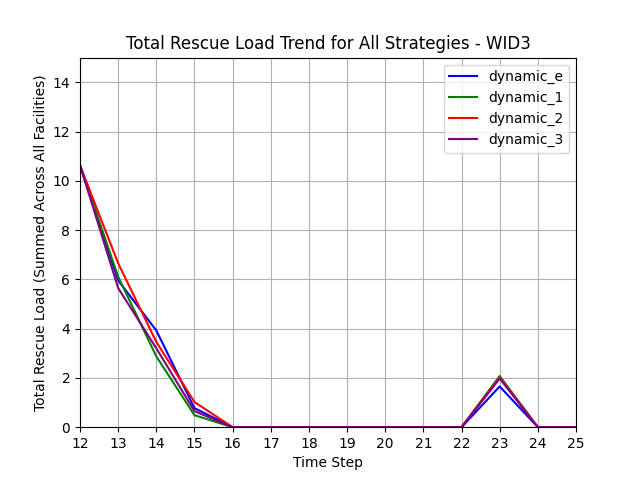 Total Rescue Load Trend for All Strategies - WID3
Total Rescue Load (Summed Across All Facilities)
14
12
10
8
6
4
2
0
dynamic_e
dynamic_1
dynamic_2
dynamic_3
12 13 14 15 16 17 18 19 20 21 22 23 24 25
Time Step